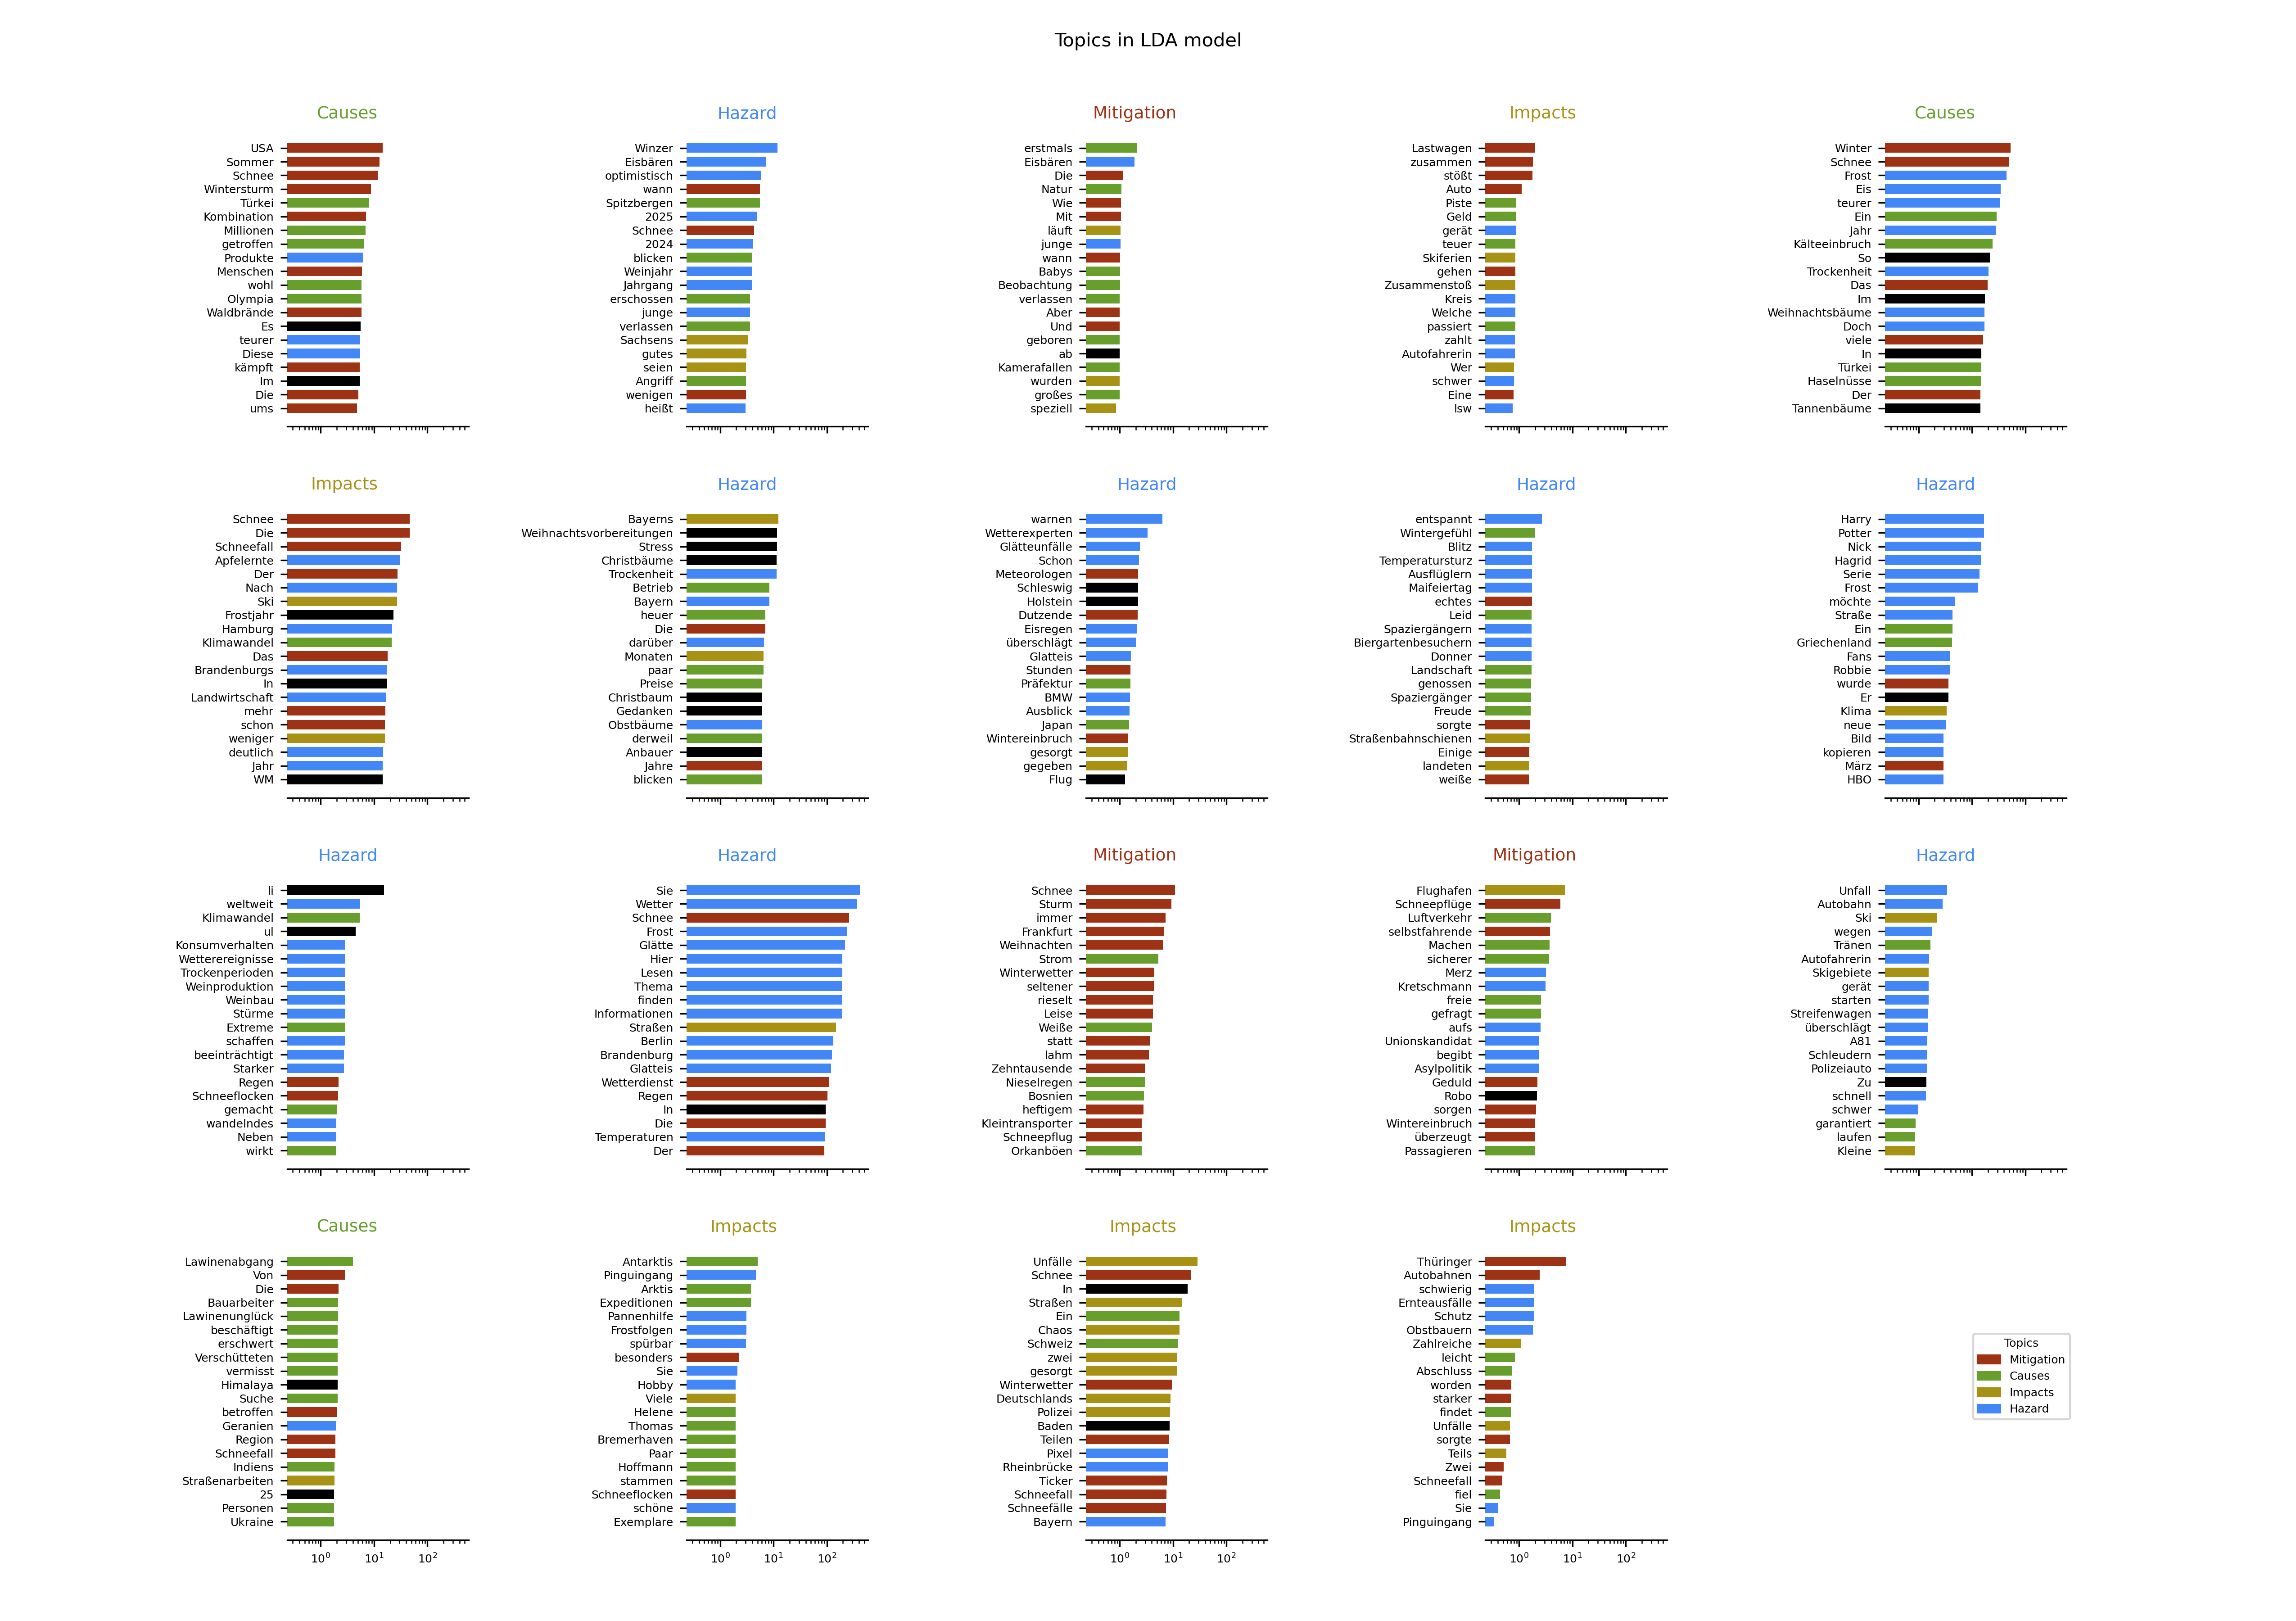 Topics in LDA model
Causes
USA
Sommer
Schnee
Wintersturm
Türkei
Kombination
Millionen
getroffen
Produkte
Menschen
wohl
Olympia
Waldbrände
Es
teurer
Diese
kämpft
Im
Die
ums
Hazard
Winzer
Eisbären
optimistisch
wann
Spitzbergen
2025
Schnee
2024
blicken
Weinjahr
Jahrgang
erschossen
junge
verlassen
Sachsens
gutes
seien
Angriff
wenigen
heißt
Mitigation
erstmals
Eisbären
Die
Natur
Wie
Mit
läuft
junge
wann
Babys
Beobachtung
verlassen
Aber
Und
geboren
ab
Kamerafallen
wurden
großes
speziell
Impacts
Lastwagen
zusammen
stößt
Auto
Piste
Geld
gerät
teuer
Skiferien
gehen
Zusammenstoß
Kreis
Welche
passiert
zahlt
Autofahrerin
Wer
schwer
Eine
lsw
Causes
Winter
Schnee
Frost
Eis
teurer
Ein
Jahr
Kälteeinbruch
So
Trockenheit
Das
Im
Weihnachtsbäume
Doch
viele
In
Türkei
Haselnüsse
Der
Tannenbäume
Impacts
Schnee
Die
Schneefall
Apfelernte
Der
Nach
Ski
Frostjahr
Hamburg
Klimawandel
Das
Brandenburgs
In
Landwirtschaft
mehr
schon
weniger
deutlich
Jahr
WM
Hazard
Bayerns
Weihnachtsvorbereitungen
Stress
Christbäume
Trockenheit
Betrieb
Bayern
heuer
Die
darüber
Monaten
paar
Preise
Christbaum
Gedanken
Obstbäume
derweil
Anbauer
Jahre
blicken
Hazard
warnen
Wetterexperten
Glätteunfälle
Schon
Meteorologen
Schleswig
Holstein
Dutzende
Eisregen
überschlägt
Glatteis
Stunden
Präfektur
BMW
Ausblick
Japan
Wintereinbruch
gesorgt
gegeben
Flug
Hazard
entspannt
Wintergefühl
Blitz
Temperatursturz
Ausflüglern
Maifeiertag
echtes
Leid
Spaziergängern
Biergartenbesuchern
Donner
Landschaft
genossen
Spaziergänger
Freude
sorgte
Straßenbahnschienen
Einige
landeten
weiße
Hazard
Harry
Potter
Nick
Hagrid
Serie
Frost
möchte
Straße
Ein
Griechenland
Fans
Robbie
wurde
Er
Klima
neue
Bild
kopieren
März
HBO
Hazard
li
weltweit
Klimawandel
ul
Konsumverhalten
Wetterereignisse
Trockenperioden
Weinproduktion
Weinbau
Stürme
Extreme
schaffen
beeinträchtigt
Starker
Regen
Schneeflocken
gemacht
wandelndes
Neben
wirkt
Hazard
Sie
Wetter
Schnee
Frost
Glätte
Hier
Lesen
Thema
finden
Informationen
Straßen
Berlin
Brandenburg
Glatteis
Wetterdienst
Regen
In
Die
Temperaturen
Der
Mitigation
Schnee
Sturm
immer
Frankfurt
Weihnachten
Strom
Winterwetter
seltener
rieselt
Leise
Weiße
statt
lahm
Zehntausende
Nieselregen
Bosnien
heftigem
Kleintransporter
Schneepflug
Orkanböen
Mitigation
Flughafen
Schneepflüge
Luftverkehr
selbstfahrende
Machen
sicherer
Merz
Kretschmann
freie
gefragt
aufs
Unionskandidat
begibt
Asylpolitik
Geduld
Robo
sorgen
Wintereinbruch
überzeugt
Passagieren
Hazard
Unfall
Autobahn
Ski
wegen
Tränen
Autofahrerin
Skigebiete
gerät
starten
Streifenwagen
überschlägt
A81
Schleudern
Polizeiauto
Zu
schnell
schwer
garantiert
laufen
Kleine
Causes
Lawinenabgang
Von
Die
Bauarbeiter
Lawinenunglück
beschäftigt
erschwert
Verschütteten
vermisst
Himalaya
Suche
betroffen
Geranien
Region
Schneefall
Indiens
Straßenarbeiten
25
Personen
Ukraine
10⁰ 10¹ 10²
Impacts
Antarktis
Pinguingang
Arktis
Expeditionen
Pannenhilfe
Frostfolgen
spürbar
besonders
Sie
Hobby
Viele
Helene
Thomas
Bremerhaven
Paar
Hoffmann
stammen
Schneeflocken
schöne
Exemplare
10⁰ 10¹ 10²
Impacts
Unfälle
Schnee
In
Straßen
Ein
Chaos
Schweiz
zwei
gesorgt
Winterwetter
Deutschlands
Polizei
Baden
Teilen
Pixel
Rheinbrücke
Ticker
Schneefall
Schneefälle
Bayern
10⁰ 10¹ 10²
Impacts
Thüringer
Autobahnen
schwierig
Ernteausfälle
Schutz
Obstbauern
Zahlreiche
leicht
Abschluss
worden
starker
findet
Unfälle
sorgte
Teils
Zwei
Schneefall
fiel
Sie
Pinguingang
10⁰ 10¹ 10²
Topics
Mitigation
Causes
Impacts
Hazard